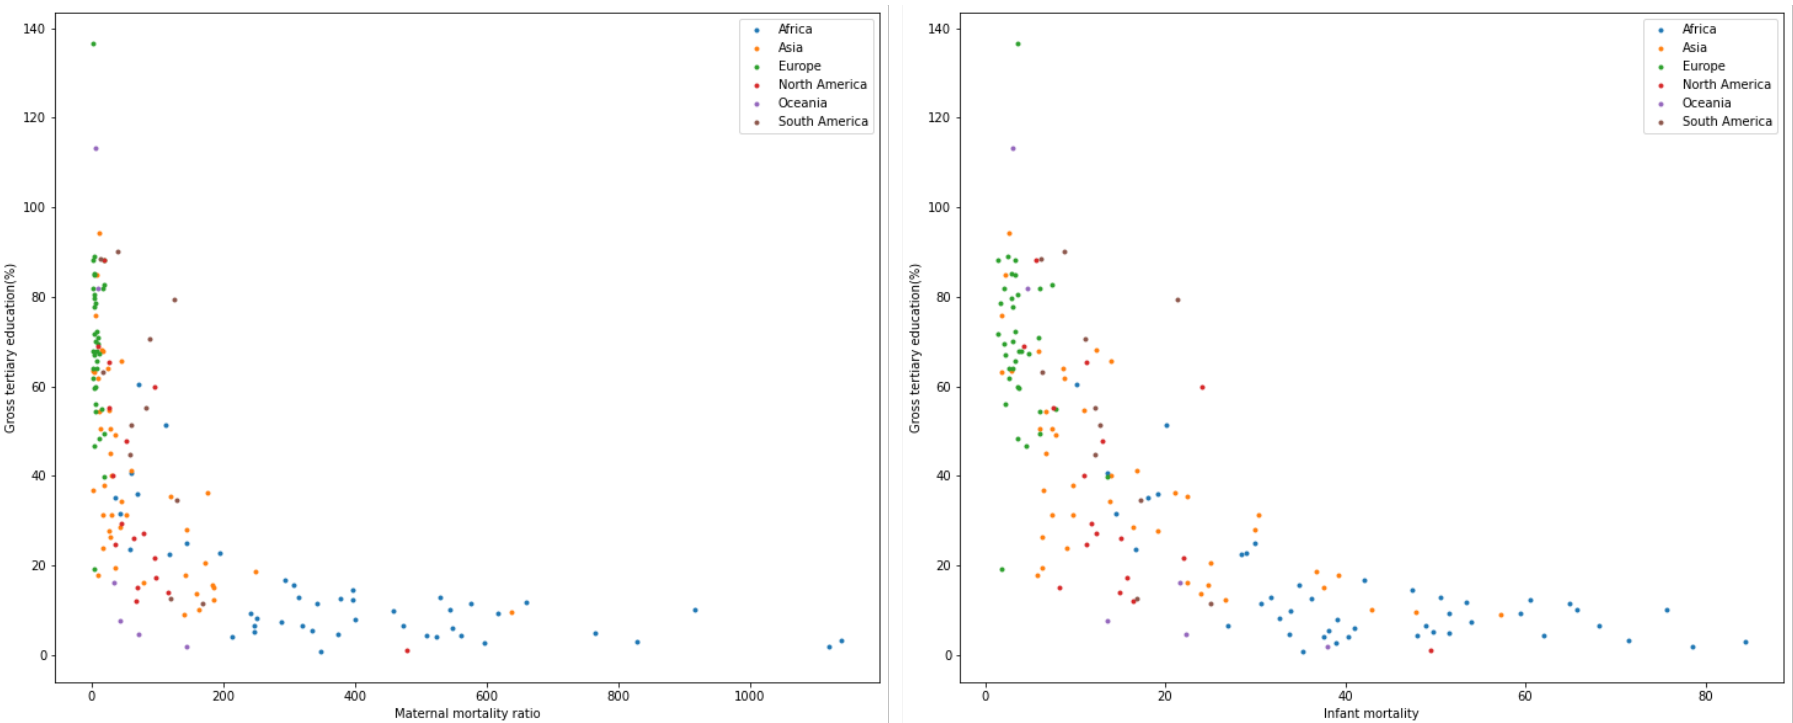 140
120
100
80
60
40
20
0
Gross tertiary education(%)
0 200 400 600 800 1000
Maternal mortality ratio
Africa
Asia
Europe
North America
Oceania
South America
140
120
100
80
60
40
20
0
Gross tertiary education(%)
0 20 40 60 80
Infant mortality
Africa
Asia
Europe
North America
Oceania
South America